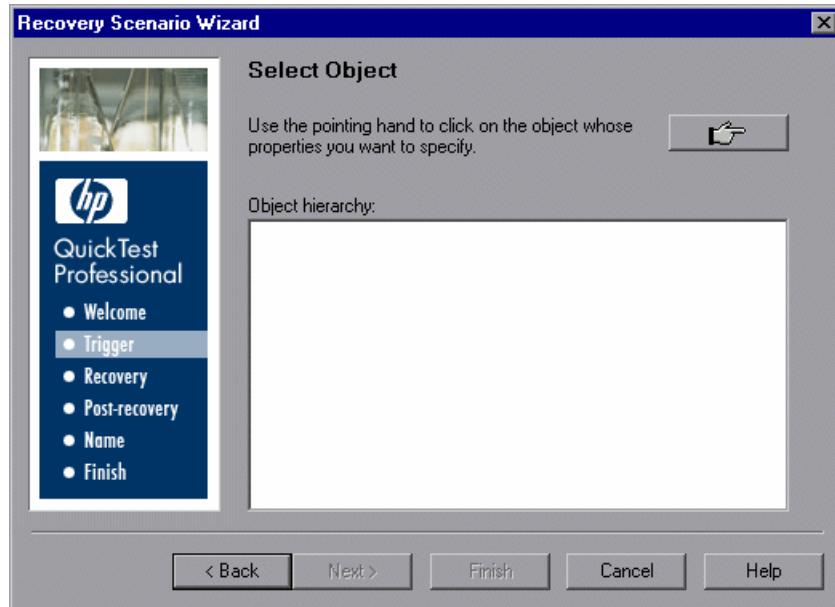 Recovery Scenario Wizard
Select Object
Use the pointing hand to click on the object whose
properties you want to specify.
Object hierarchy:
hp
QuickTest
Professional
Welcome
Trigger
Recovery
Post-recovery
Name
Finish
< Back
Next >
Finish
Cancel
Help